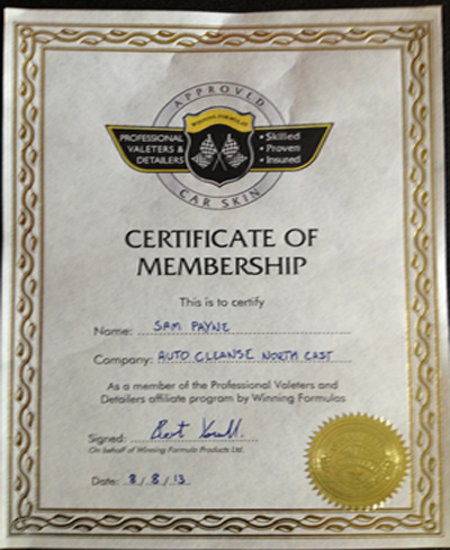 APPROVED
WINNING FORMULAS
PROFESSIONAL
VALETERS &
DETAILERS
• Skilled
• Proven
• Insured
CAR SKIN
CERTIFICATE OF
MEMBERSHIP
This is to certify
Name: SAM PAYNE
Company: AUTO CLEANSE NORTH EAST
As a member of the Professional Valeters and
Detailers affiliate program by Winning Formulas
Signed:
On behalf of Winning Formula Products Ltd.
Date: 8/8/13